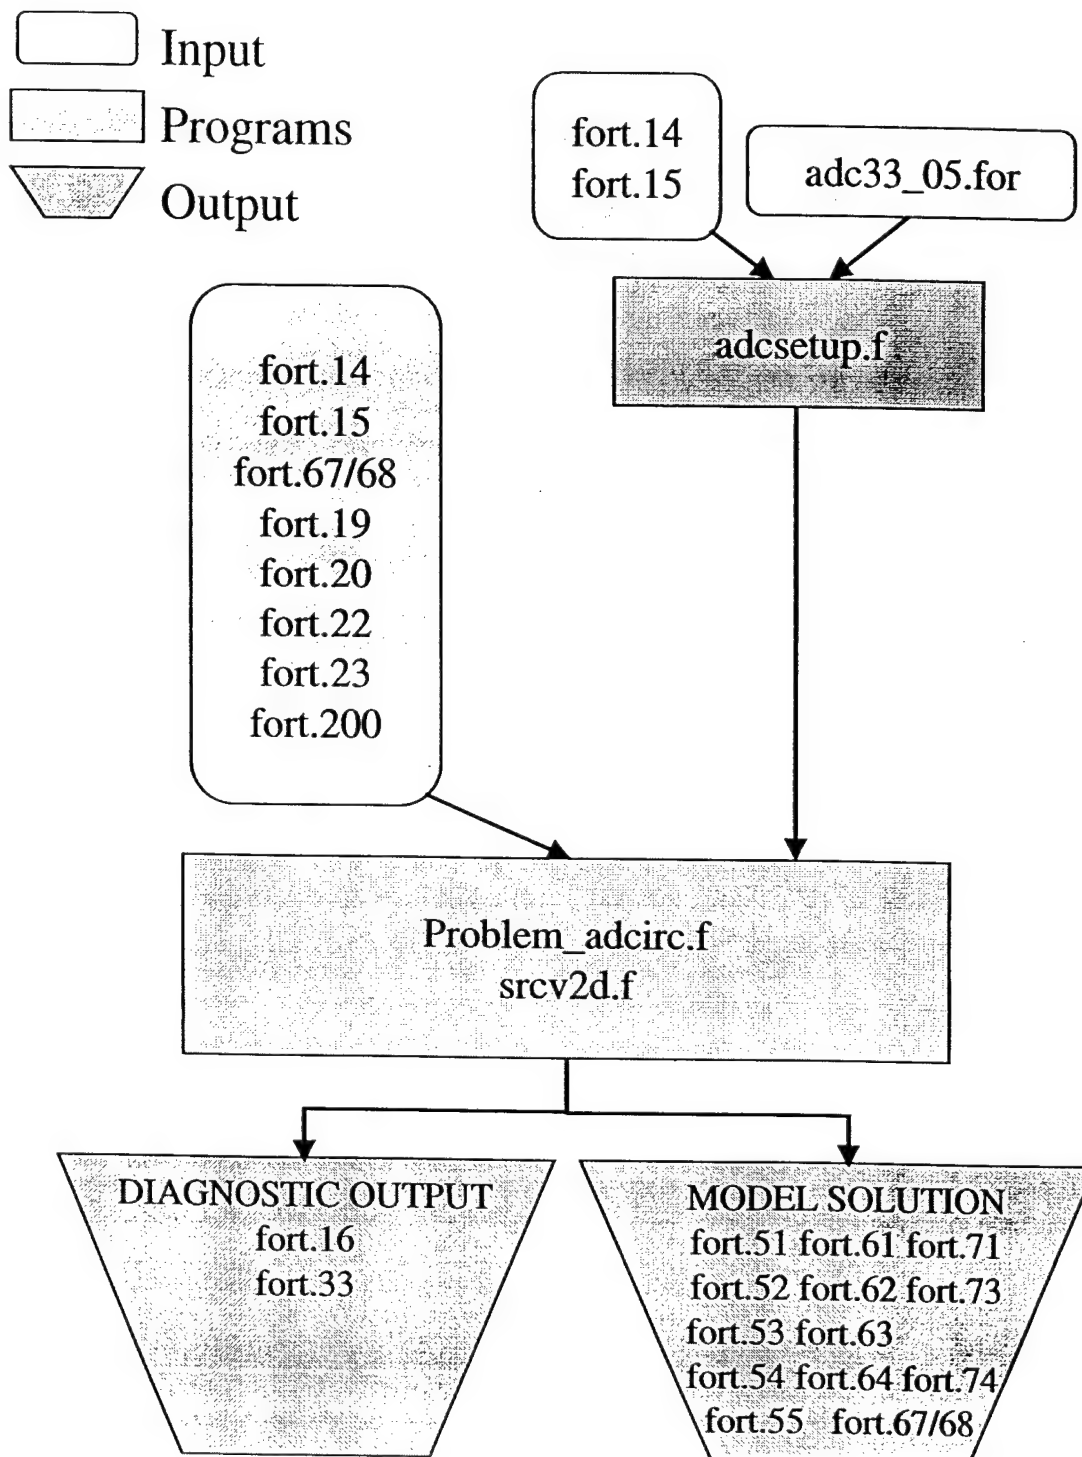 Input
Programs
Output
fort.14
fort.15
adc33_05.for
adcsetup.f
fort.14
fort.15
fort.67/68
fort.19
fort.20
fort.22
fort.23
fort.200
Problem_adcirc.f
srcv2d.f
DIAGNOSTIC OUTPUT
fort.16
fort.33
MODEL SOLUTION
fort.51 fort.61 fort.71
fort.52 fort.62 fort.73
fort.53 fort.63
fort.54 fort.64 fort.74
fort.55 fort.67/68